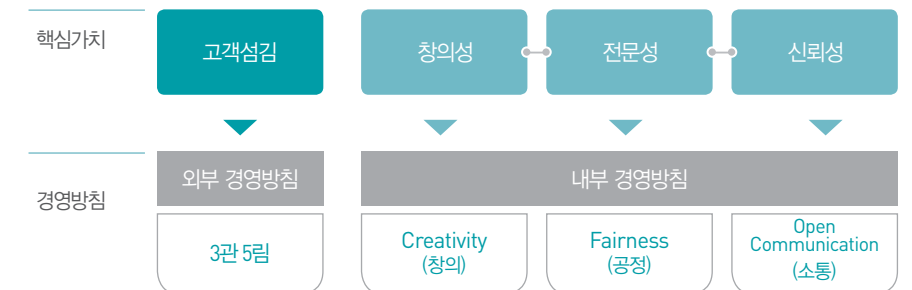 핵심가치
고객섬김
창의성
전문성
신뢰성
경영방침
외부 경영방침
내부 경영방침
3관 5림
Creativity
(창의)
Fairness
(공정)
Open
Communication
(소통)